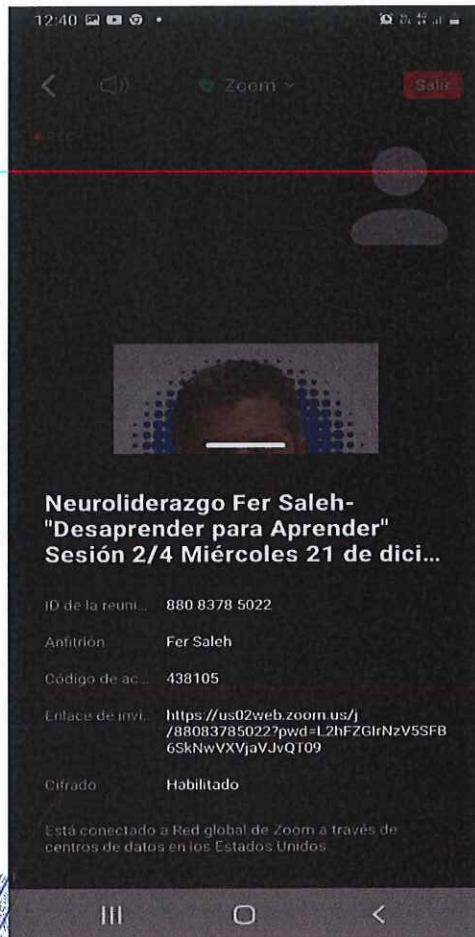 12:40
Zoom
Salir
REC
Neuroliderazgo Fer Saleh-
"Desaprender para Aprender"
Sesión 2/4 Miércoles 21 de dici...
ID de la reuni... 880 8378 5022
Anfitrión Fer Saleh
Código de ac... 438105
Enlace de invi... https://us02web.zoom.us/j
/88083785022?pwd=L2hFZGIrNzV5SFB
6SkNwVXVjaVJvQT09
Cifrado Habilitado
Está conectado a Red global de Zoom a través de
centros de datos en los Estados Unidos